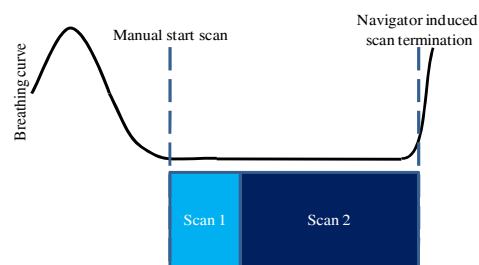 Manual start scan
Navigator induced
scan termination
Breathing curve
Scan 1
Scan 2